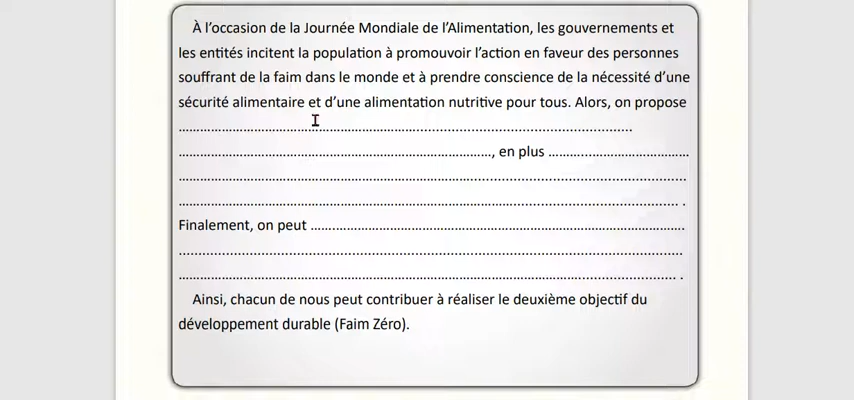 À l'occasion de la Journée Mondiale de l'Alimentation, les gouvernements et
les entités incitent la population à promouvoir l'action en faveur des personnes
souffrant de la faim dans le monde et à prendre conscience de la nécessité d'une
sécurité alimentaire et d'une alimentation nutritive pour tous. Alors, on propose
................................................................................................................................
........................................................................................, en plus .......................................
................................................................................................................................................
.............................................................................................................................................. .
Finalement, on peut .........................................................................................................
...............................................................................................................................................
.............................................................................................................................................. .
Ainsi, chacun de nous peut contribuer à réaliser le deuxième objectif du
développement durable (Faim Zéro).